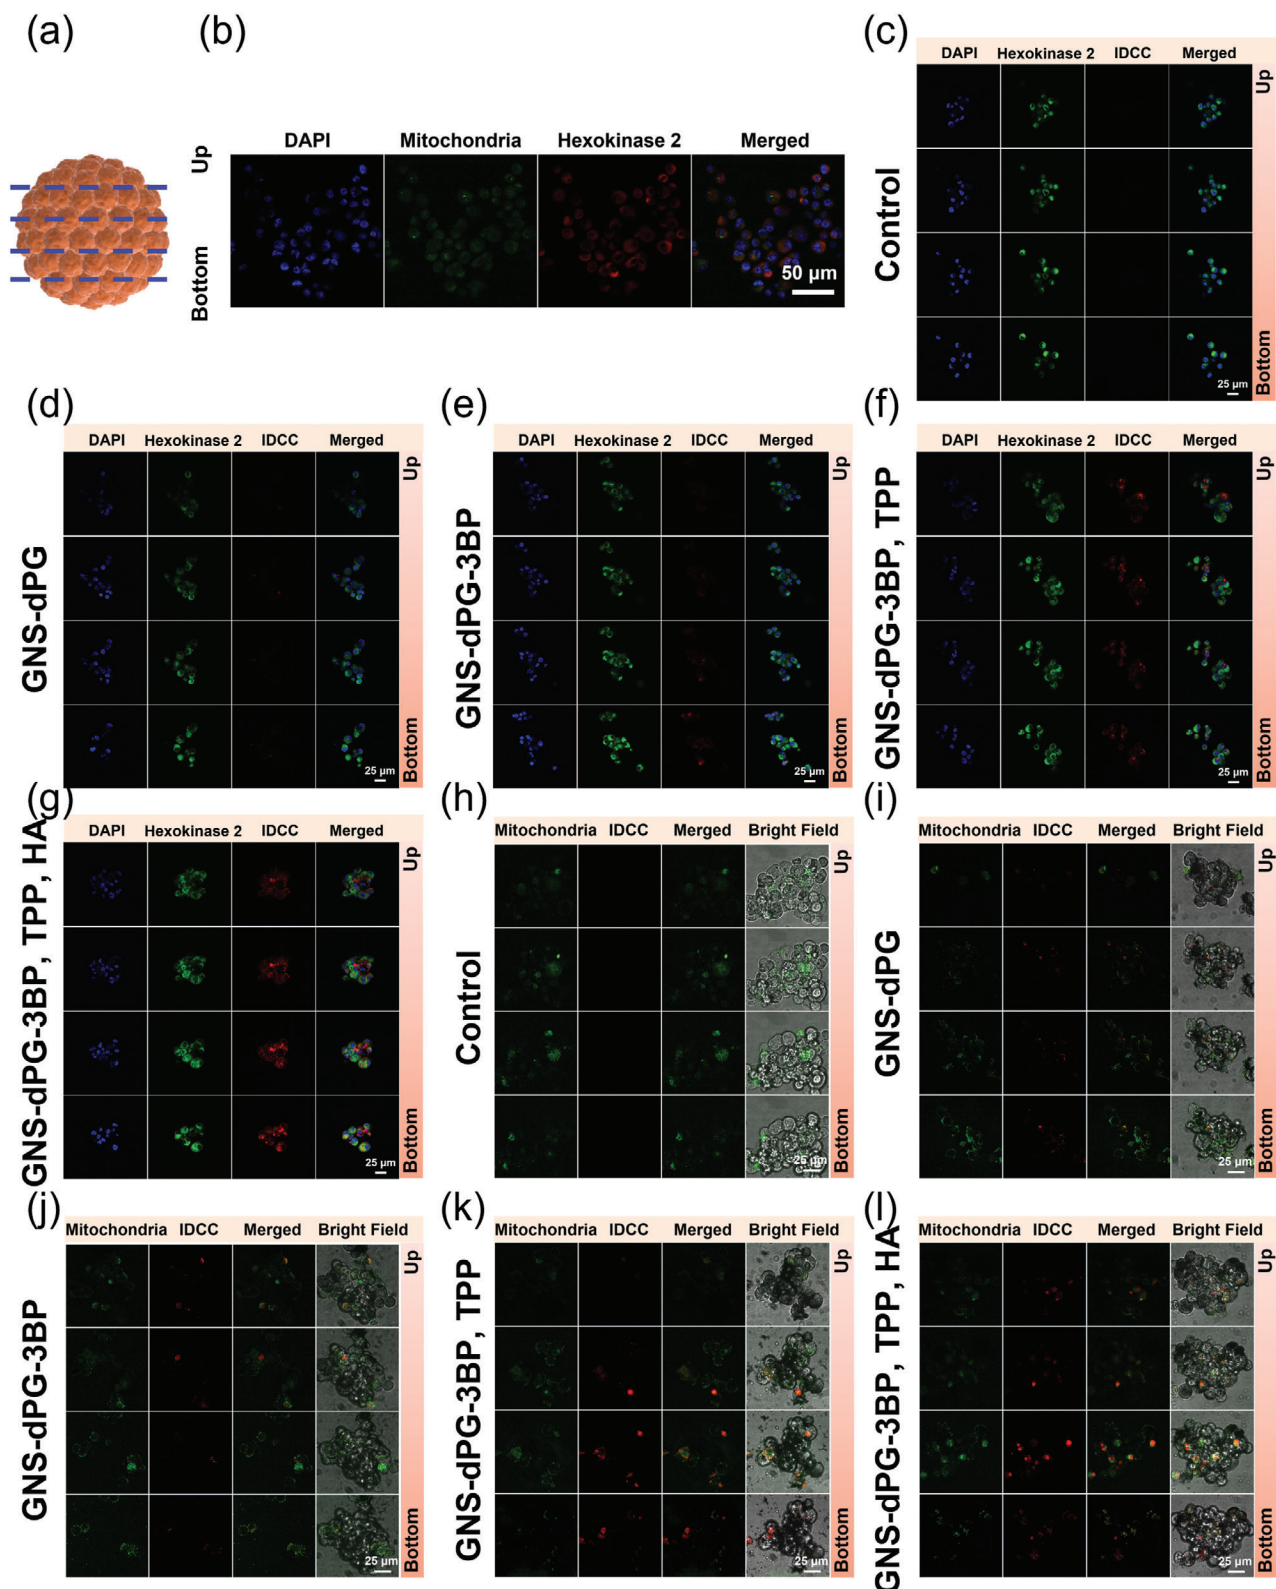 (a)
(b)
DAPI Mitochondria Hexokinase 2 Merged
Up
Bottom
50 µm
(c)
DAPI Hexokinase 2 IDCC Merged
Control
Up
Bottom
25 µm
(d)
DAPI Hexokinase 2 IDCC Merged
GNS-dPG
Up
Bottom
25 µm
(e)
DAPI Hexokinase 2 IDCC Merged
GNS-dPG-3BP
Up
Bottom
25 µm
(f)
DAPI Hexokinase 2 IDCC Merged
GNS-dPG-3BP, TPP
Up
Bottom
25 µm
(g)
DAPI Hexokinase 2 IDCC Merged
GNS-dPG-3BP, TPP, HA
Up
Bottom
25 µm
(h)
Mitochondria IDCC Merged Bright Field
Control
Up
Bottom
25 µm
(i)
Mitochondria IDCC Merged Bright Field
GNS-dPG
Up
Bottom
25 µm
(j)
Mitochondria IDCC Merged Bright Field
GNS-dPG-3BP
Up
Bottom
25 µm
(k)
Mitochondria IDCC Merged Bright Field
GNS-dPG-3BP, TPP
Up
Bottom
25 µm
(l)
Mitochondria IDCC Merged Bright Field
GNS-dPG-3BP, TPP, HA
Up
Bottom
25 µm